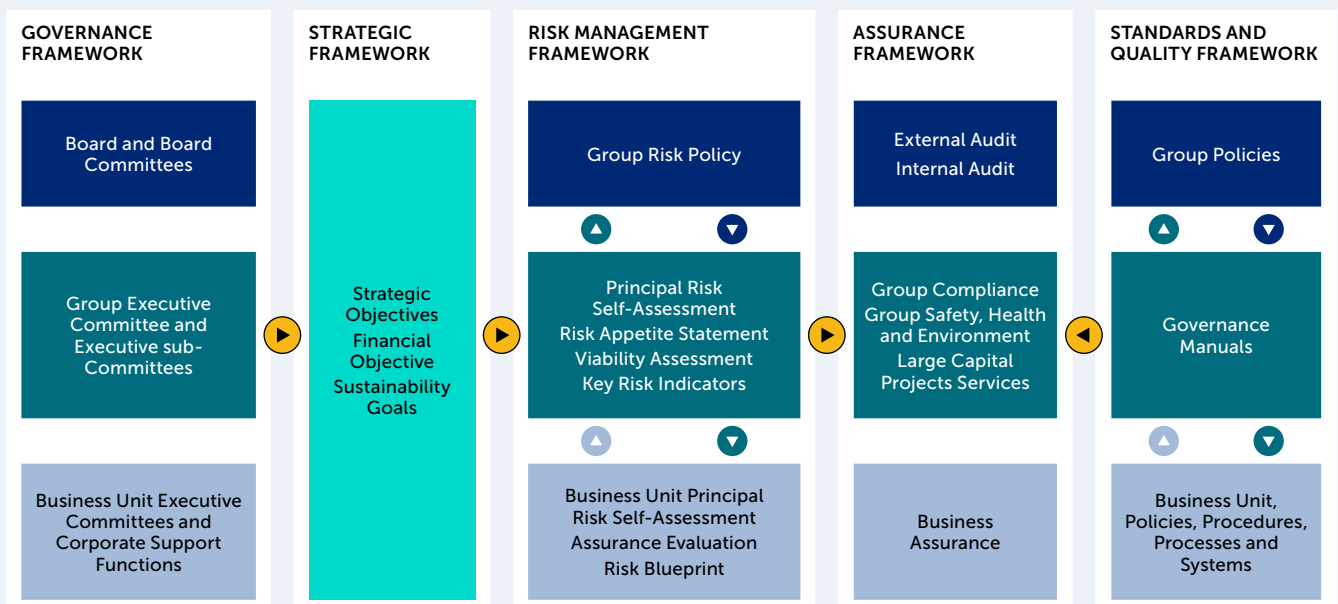 GOVERNANCE
FRAMEWORK
Board and Board
Committees
Group Executive
Committee and
Executive sub-
Committees
Business Unit Executive
Committees and
Corporate Support
Functions
STRATEGIC
FRAMEWORK
Strategic
Objectives
Financial
Objective
Sustainability
Goals
RISK MANAGEMENT
FRAMEWORK
Group Risk Policy
Principal Risk
Self-Assessment
Risk Appetite Statement
Viability Assessment
Key Risk Indicators
Business Unit Principal
Risk Self-Assessment
Assurance Evaluation
Risk Blueprint
ASSURANCE
FRAMEWORK
External Audit
Internal Audit
Group Compliance
Group Safety, Health
and Environment
Large Capital
Projects Services
Business
Assurance
STANDARDS AND
QUALITY FRAMEWORK
Group Policies
Governance
Manuals
Business Unit,
Policies, Procedures,
Processes and
Systems